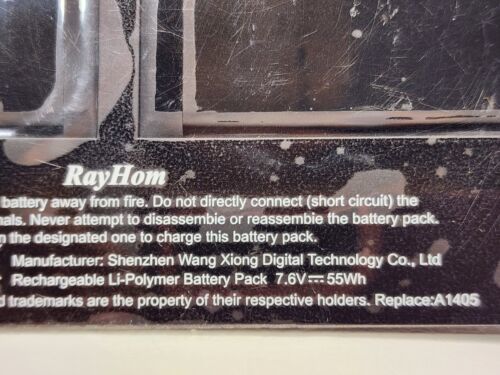 RayHom
battery away from fire. Do not directly connect (short circuit) the
nals. Never attempt to disassemble or reassemble the battery pack.
n the designated one to charge this battery pack.
Manufacturer: Shenzhen Wang Xiong Digital Technology Co., Ltd
Rechargeable Li-Polymer Battery Pack 7.6V⎓55Wh
d trademarks are the property of their respective holders. Replace:A1405